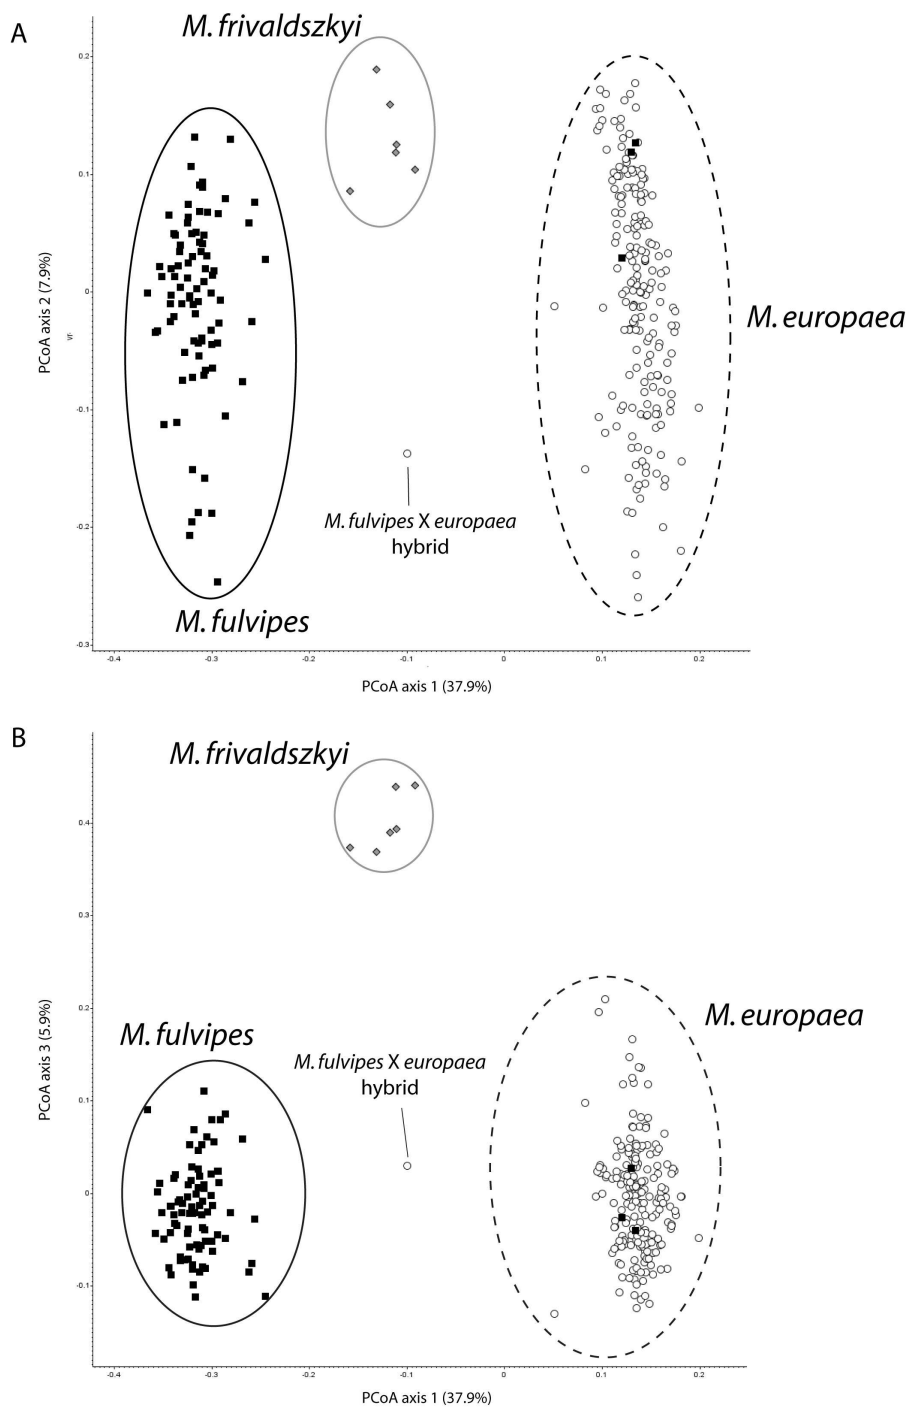 A
M. frivaldszkyi
0.2
0.1
0
-0.1
-0.2
-0.3
PCoA axis 2 (7.9%)
M. europaea
M. fulvipes X europaea
hybrid
M. fulvipes
-0.4
-0.3
-0.2
-0.1
0
0.1
0.2
PCoA axis 1 (37.9%)
B
M. frivaldszkyi
0.4
0.3
0.2
0.1
0
-0.1
PCoA axis 3 (5.9%)
M. europaea
M. fulvipes
M. fulvipes X europaea
hybrid
-0.4
-0.3
-0.2
-0.1
0
0.1
0.2
PCoA axis 1 (37.9%)